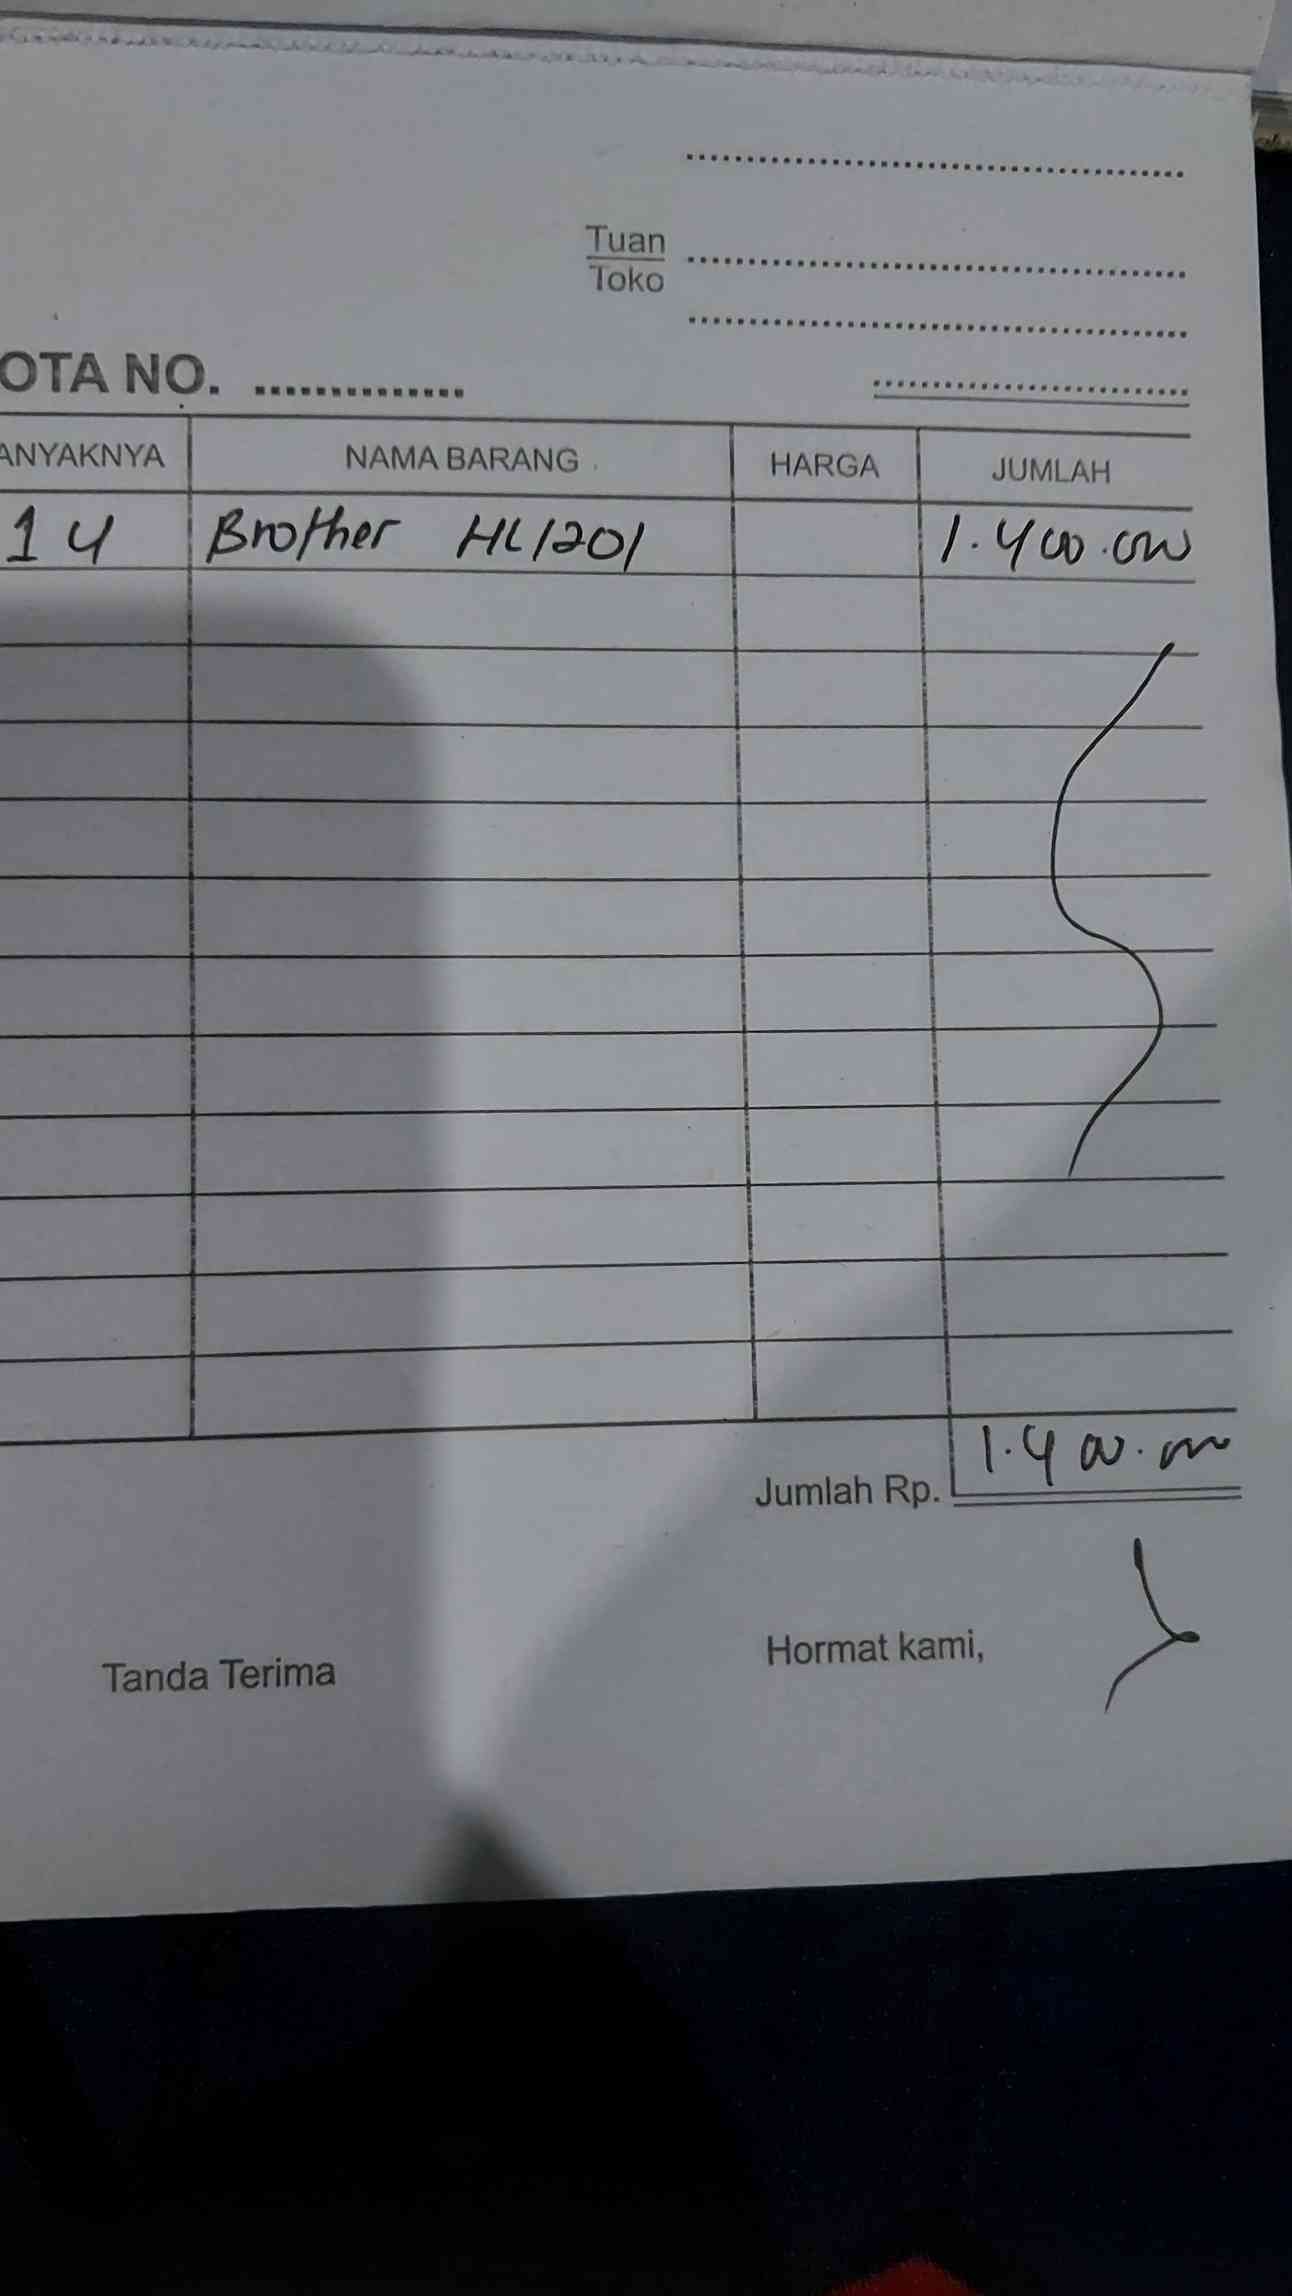 Tuan
Toko
OTA NO. ..............
ANYAKNYA NAMA BARANG HARGA JUMLAH
1 U Brother HL1201 1.400.000
Jumlah Rp. 1.400.000
Tanda Terima Hormat kami,